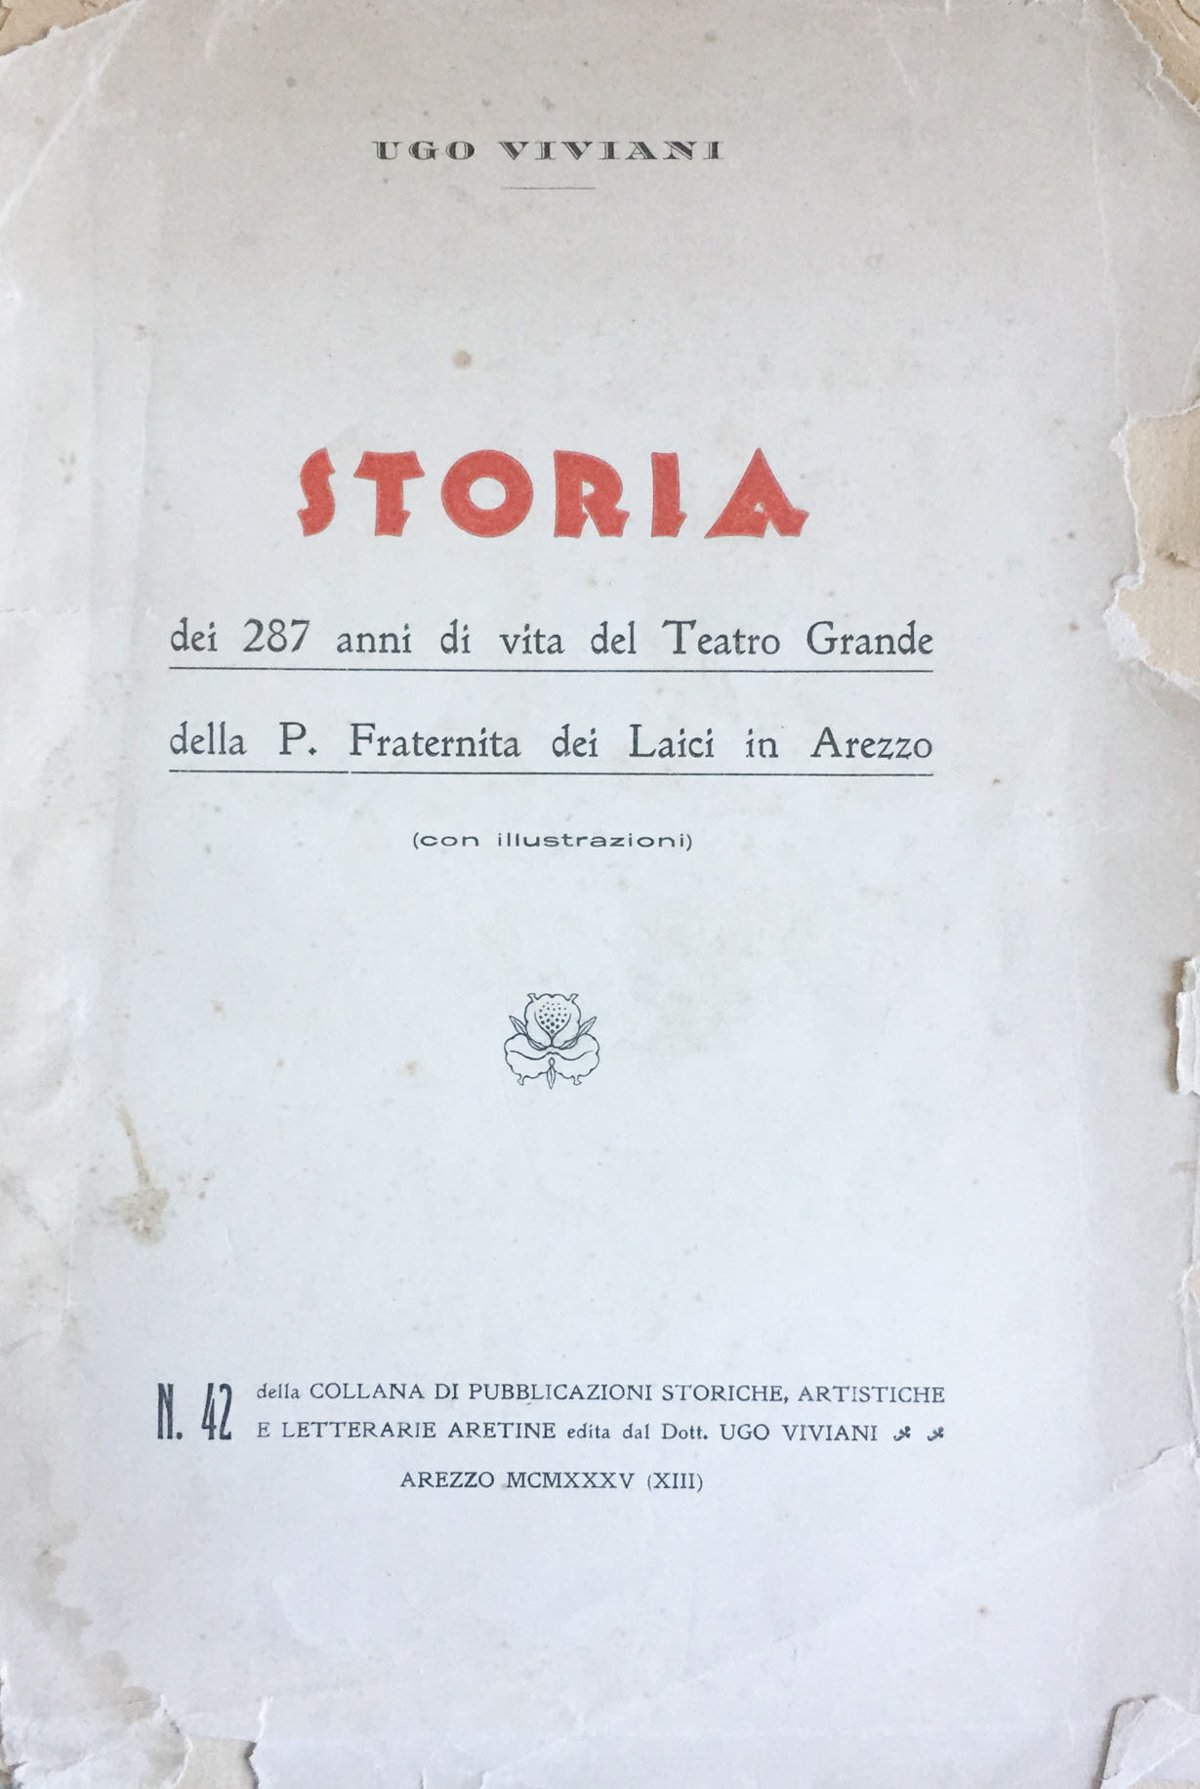 UGO VIVIANI
STORIA
dei 287 anni di vita del Teatro Grande
della P. Fraternita dei Laici in Arezzo
(con illustrazioni)
N. 42 della COLLANA DI PUBBLICAZIONI STORICHE, ARTISTICHE
E LETTERARIE ARETINE edita dal Dott. UGO VIVIANI
AREZZO MCMXXXV (XIII)